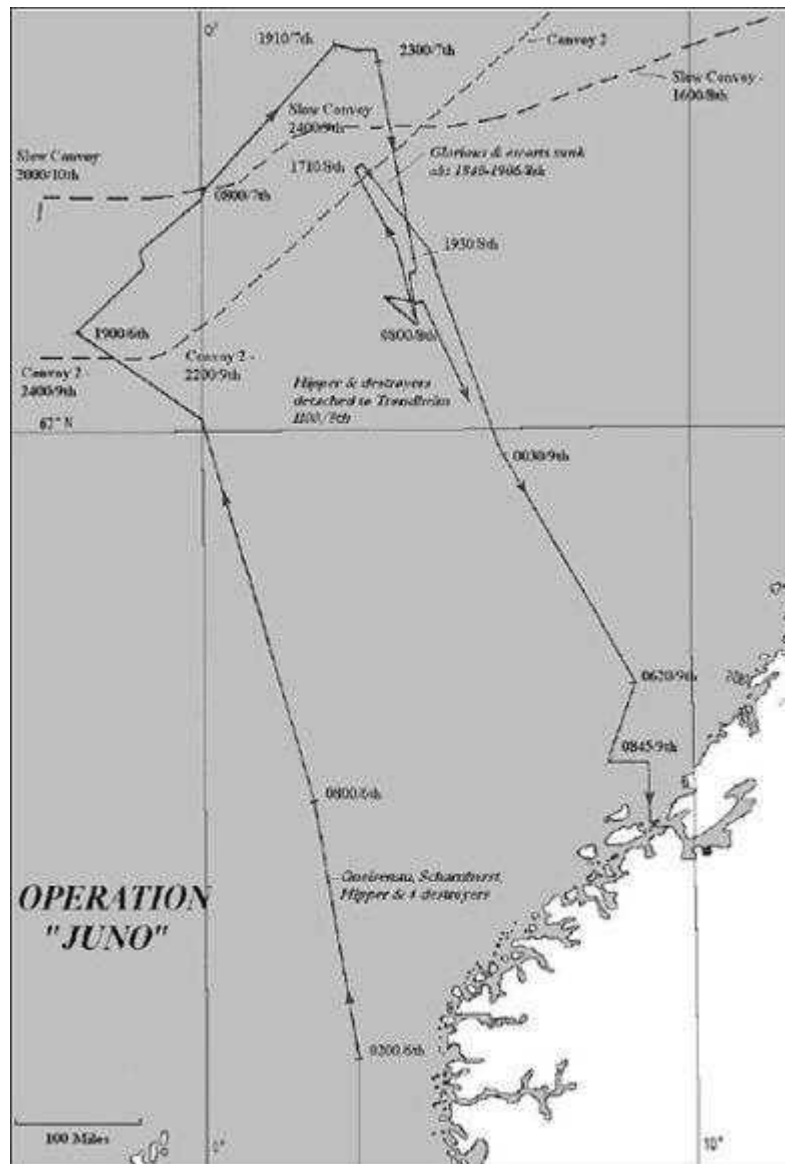 0°
1910/7th
2300/7th
Convoy 2
Slow Convoy -
1600/8th
Slow Convoy
2400/9th
Slow Convoy
2000/10th
1710/8th
Glorious & escorts sunk
0800/7th
1930/8th
0800/8th
1900/6th
Convoy 2 -
2200/9th
Convoy 2 -
2400/9th
Hipper & destroyers
detached to Trondheim
N
0030/9th
0620/9th
0845/9th
0800/6th
Gneisenau, Scharnhorst,
Hipper & 4 destroyers
OPERATION
"JUNO"
0200/6th
100 Miles
0°
10°